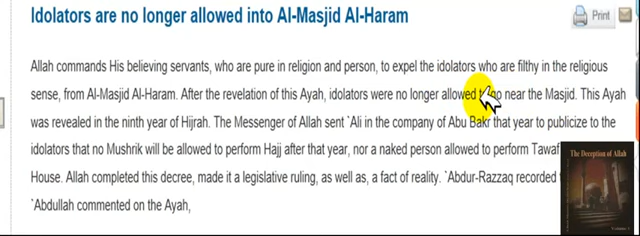 Idolators are no longer allowed into Al-Masjid Al-Haram
Print
Allah commands His believing servants, who are pure in religion and person, to expel the idolators who are filthy in the religious
sense, from Al-Masjid Al-Haram. After the revelation of this Ayah, idolators were no longer allowed go near the Masjid. This Ayah
was revealed in the ninth year of Hijrah. The Messenger of Allah sent `Ali in the company of Abu Bakr that year to publicize to the
idolators that no Mushrik will be allowed to perform Hajj after that year, nor a naked person allowed to perform Tawaf
House. Allah completed this decree, made it a legislative ruling, as well as, a fact of reality. `Abdur-Razzaq recorded
`Abdullah commented on the Ayah,
The Deception of Allah